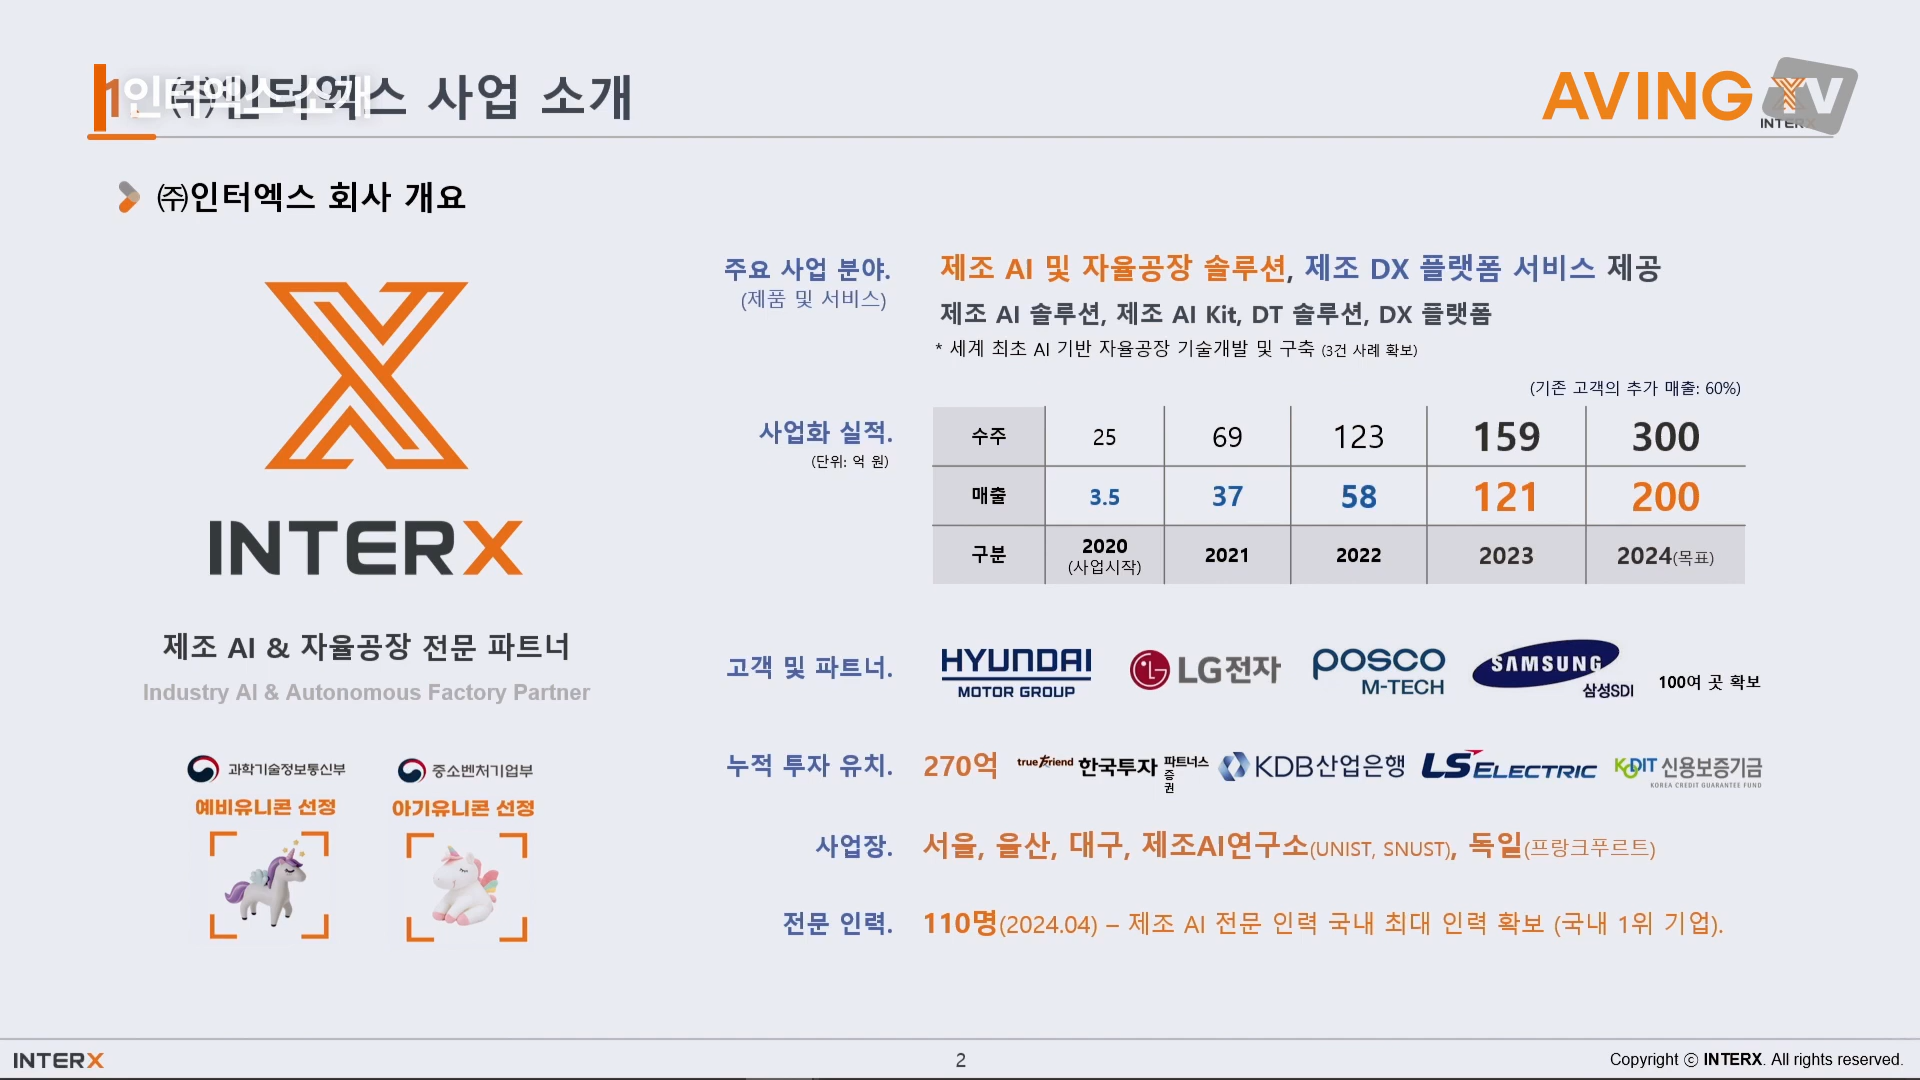 1 ㈜인터엑스 사업 소개
인터엑스 소개
AVING TV
INTERX
㈜인터엑스 회사 개요
INTERX
제조 AI & 자율공장 전문 파트너
Industry AI & Autonomous Factory Partner
과학기술정보통신부
예비유니콘 선정
중소벤처기업부
아기유니콘 선정
주요 사업 분야.
(제품 및 서비스)
제조 AI 및 자율공장 솔루션, 제조 DX 플랫폼 서비스 제공
제조 AI 솔루션, 제조 AI Kit, DT 솔루션, DX 플랫폼
* 세계 최초 AI 기반 자율공장 기술개발 및 구축 (3건 사례 확보)
(기존 고객의 추가 매출: 60%)
사업화 실적.
(단위: 억 원)
수주 25 69 123 159 300
매출 3.5 37 58 121 200
구분 2020 (사업시작) 2021 2022 2023 2024(목표)
고객 및 파트너.
HYUNDAI
MOTOR GROUP
LG전자
posco
M-TECH
SAMSUNG
삼성SDI
100여 곳 확보
누적 투자 유치.
270억
true friend 한국투자 파트너스
증
권
KDB산업은행
LS ELECTRIC
KODIT 신용보증기금
KOREA CREDIT GUARANTEE FUND
사업장.
서울, 울산, 대구, 제조AI연구소(UNIST, SNUST), 독일(프랑크푸르트)
전문 인력.
110명(2024.04) – 제조 AI 전문 인력 국내 최대 인력 확보 (국내 1위 기업).
INTERX
2
Copyright ⓒ INTERX. All rights reserved.